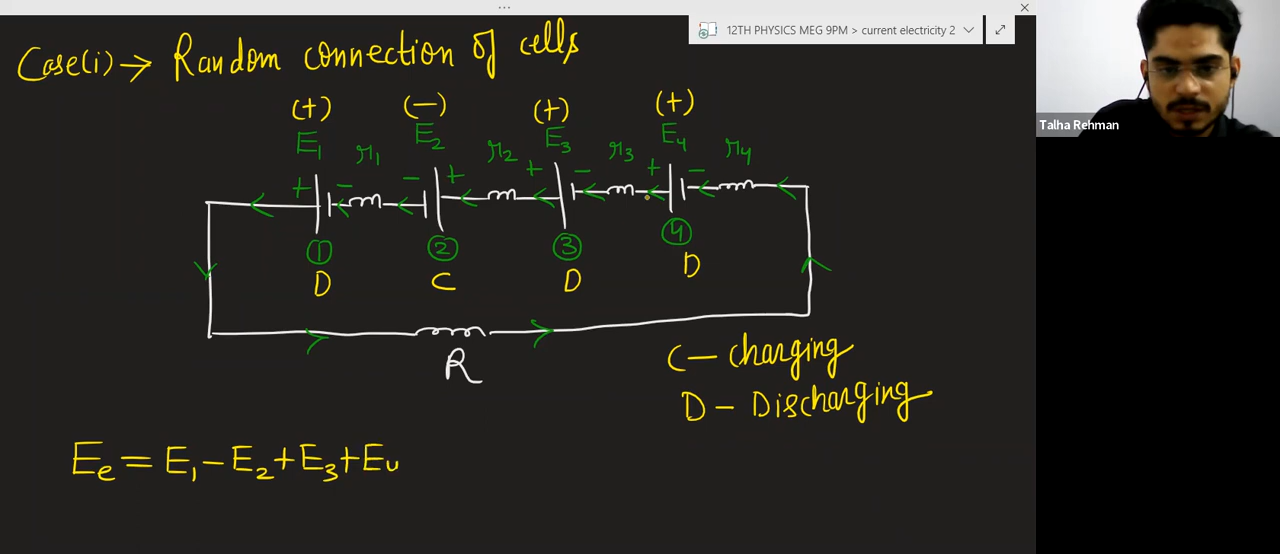 12TH PHYSICS MEG 9PM > current electricity 2
Case(i) → Random connection of cells
Talha Rehman
(+) (−) (+) (+)
E₁ E₂ E₃ E₄
r₁ r₂ r₃ r₄
+ − − + + − + −
① ② ③ ④
D C D D
R
C — charging
D — Discharging
Eₑ = E₁ − E₂ + E₃ + E₄